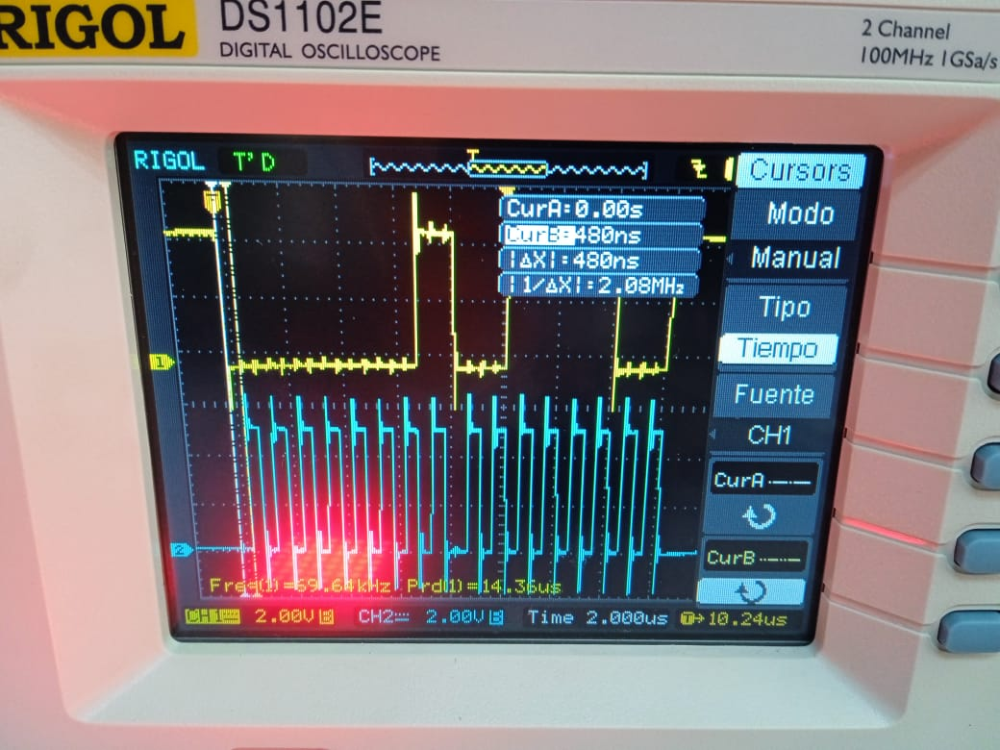 RIGOL
DS1102E
DIGITAL OSCILLOSCOPE
2 Channel
100MHz 1GSa/s
RIGOL T'D
T
Cursors
CurA:0.00s
CurB:480ns
|ΔX|:480ns
|1/ΔX|:2.08MHz
Modo
Manual
Tipo
Tiempo
Fuente
CH1
CurA
CurB
1
2
Freq(1)=69.64kHz Prd(1)=14.36us
2.00V B CH2 2.00V B Time 2.000us T→10.24us